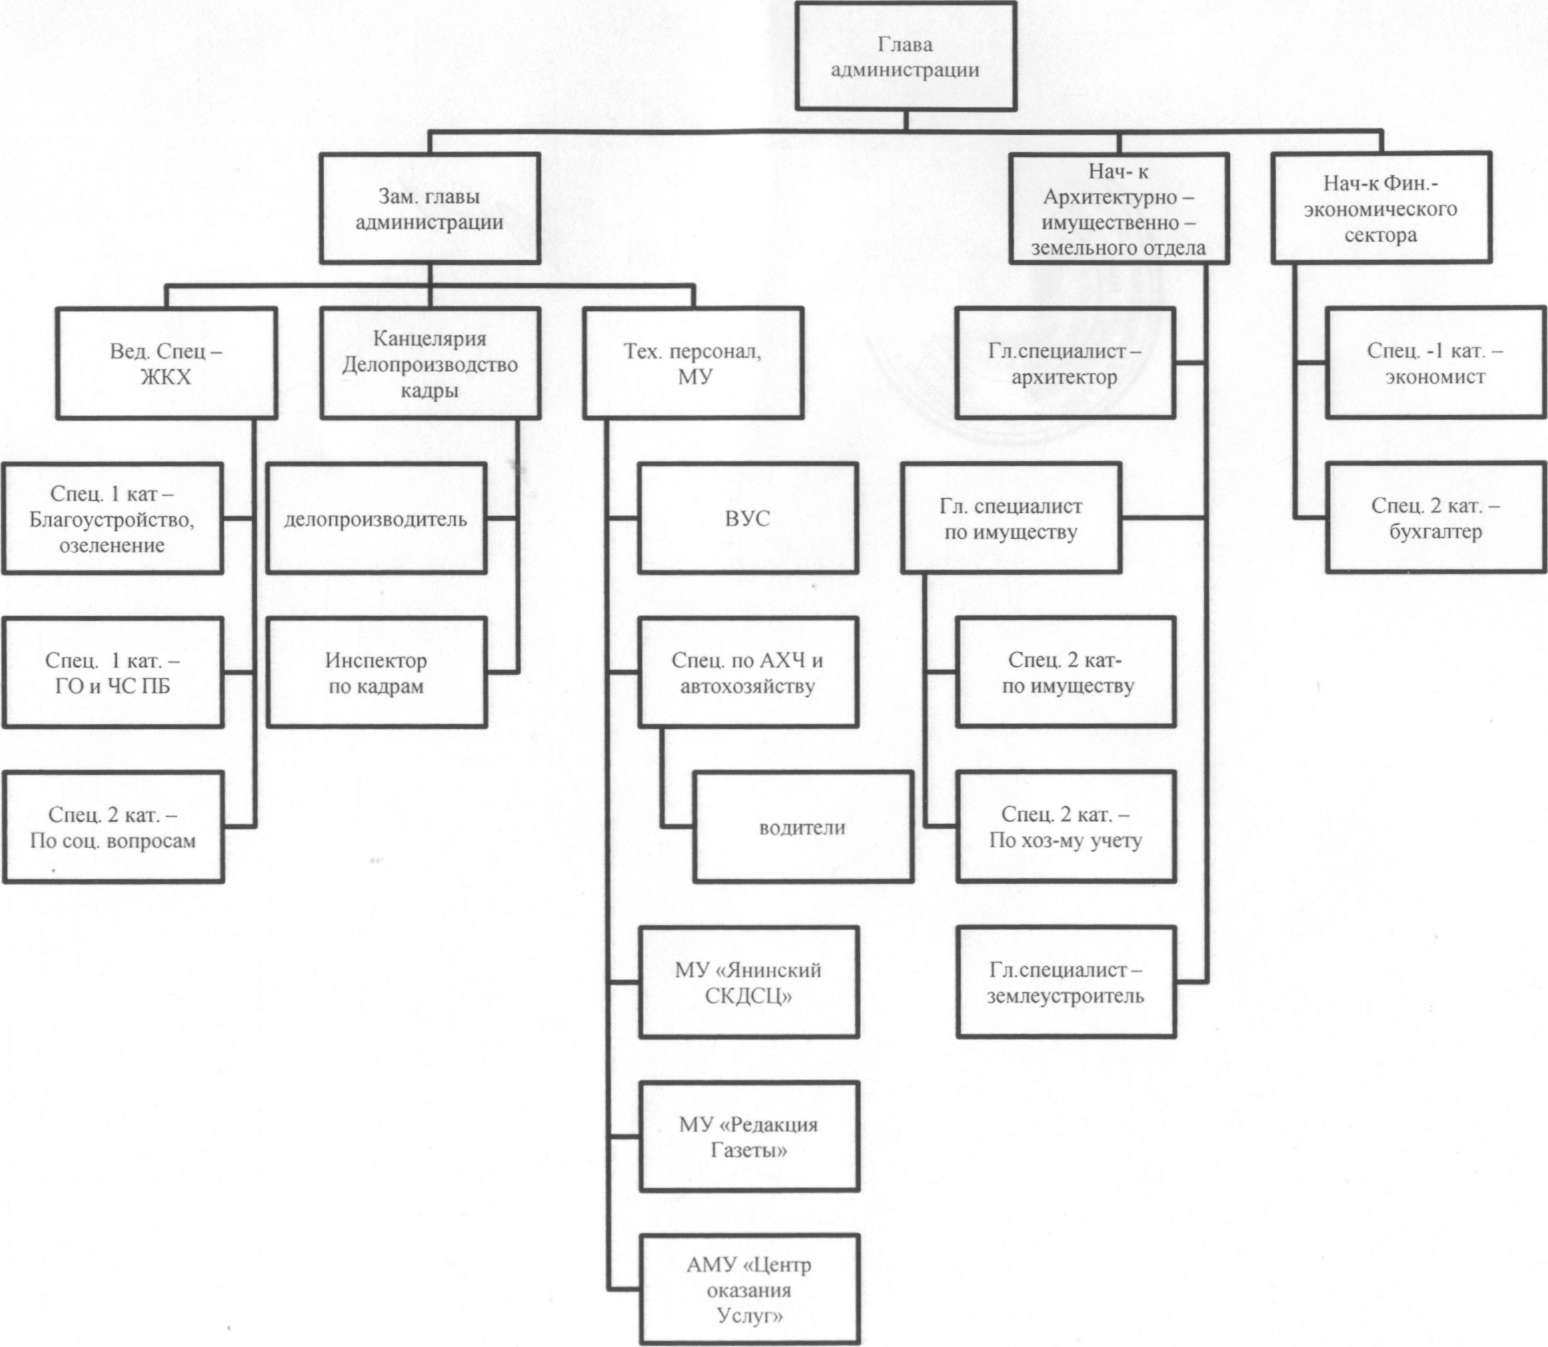 Глава
администрации
Зам. главы
администрации
Нач- к
Архитектурно –
имущественно –
земельного отдела
Нач-к Фин.-
экономического
сектора
Вед. Спец –
ЖКХ
Канцелярия
Делопроизводство
кадры
Тех. персонал,
МУ
Гл.специалист –
архитектор
Спец. -1 кат. –
экономист
Спец. 1 кат –
Благоустройство,
озеленение
делопроизводитель
ВУС
Гл. специалист
по имуществу
Спец. 2 кат. –
бухгалтер
Спец.  1 кат. –
ГО и ЧС ПБ
Инспектор
по кадрам
Спец. по АХЧ и
автохозяйству
Спец. 2 кат-
по имуществу
Спец. 2 кат. –
По соц. вопросам
водители
Спец. 2 кат. –
По хоз-му учету
МУ «Янинский
СКДСЦ»
Гл.специалист –
землеустроитель
МУ «Редакция
Газеты»
АМУ «Центр
оказания
Услуг»